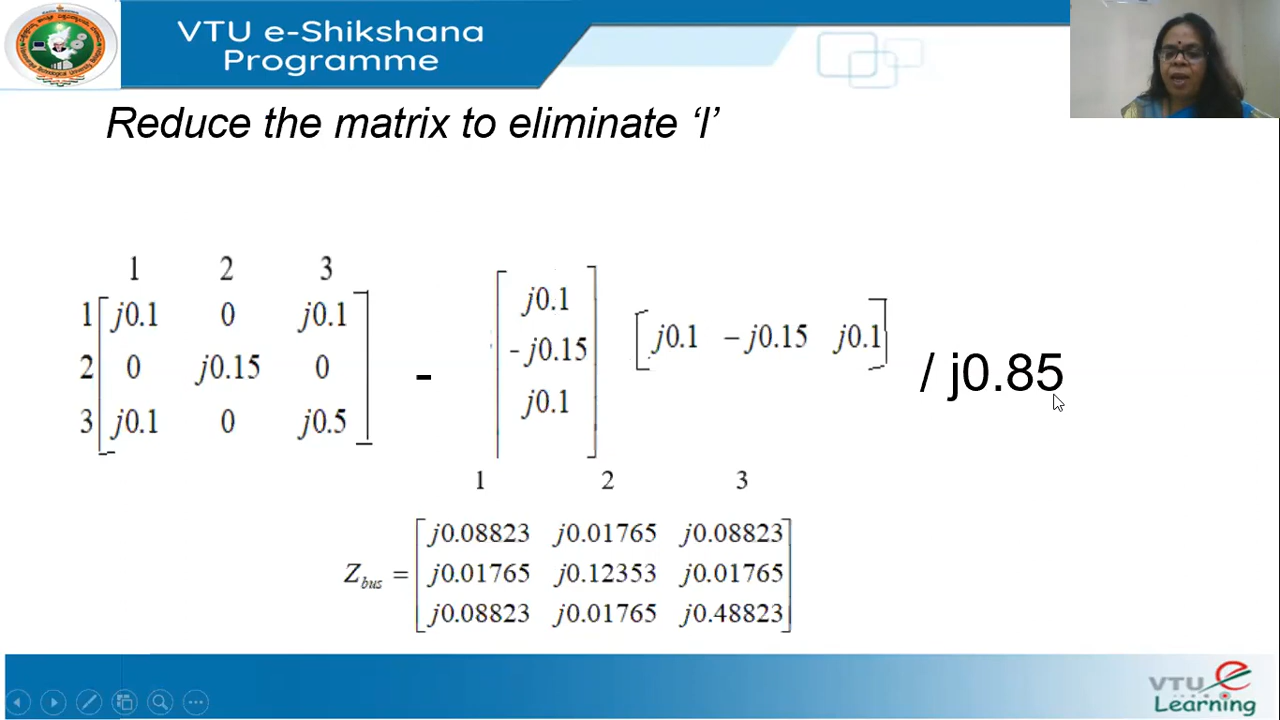 VTU e-Shikshana
Programme
Reduce the matrix to eliminate ‘l’
1 2 3
1 j0.1 0 j0.1
2 0 j0.15 0
3 j0.1 0 j0.5
-
j0.1
- j0.15
j0.1
j0.1 – j0.15 j0.1
/ j0.85
1 2 3
Zbus =
j0.08823 j0.01765 j0.08823
j0.01765 j0.12353 j0.01765
j0.08823 j0.01765 j0.48823
VTU e
Learning